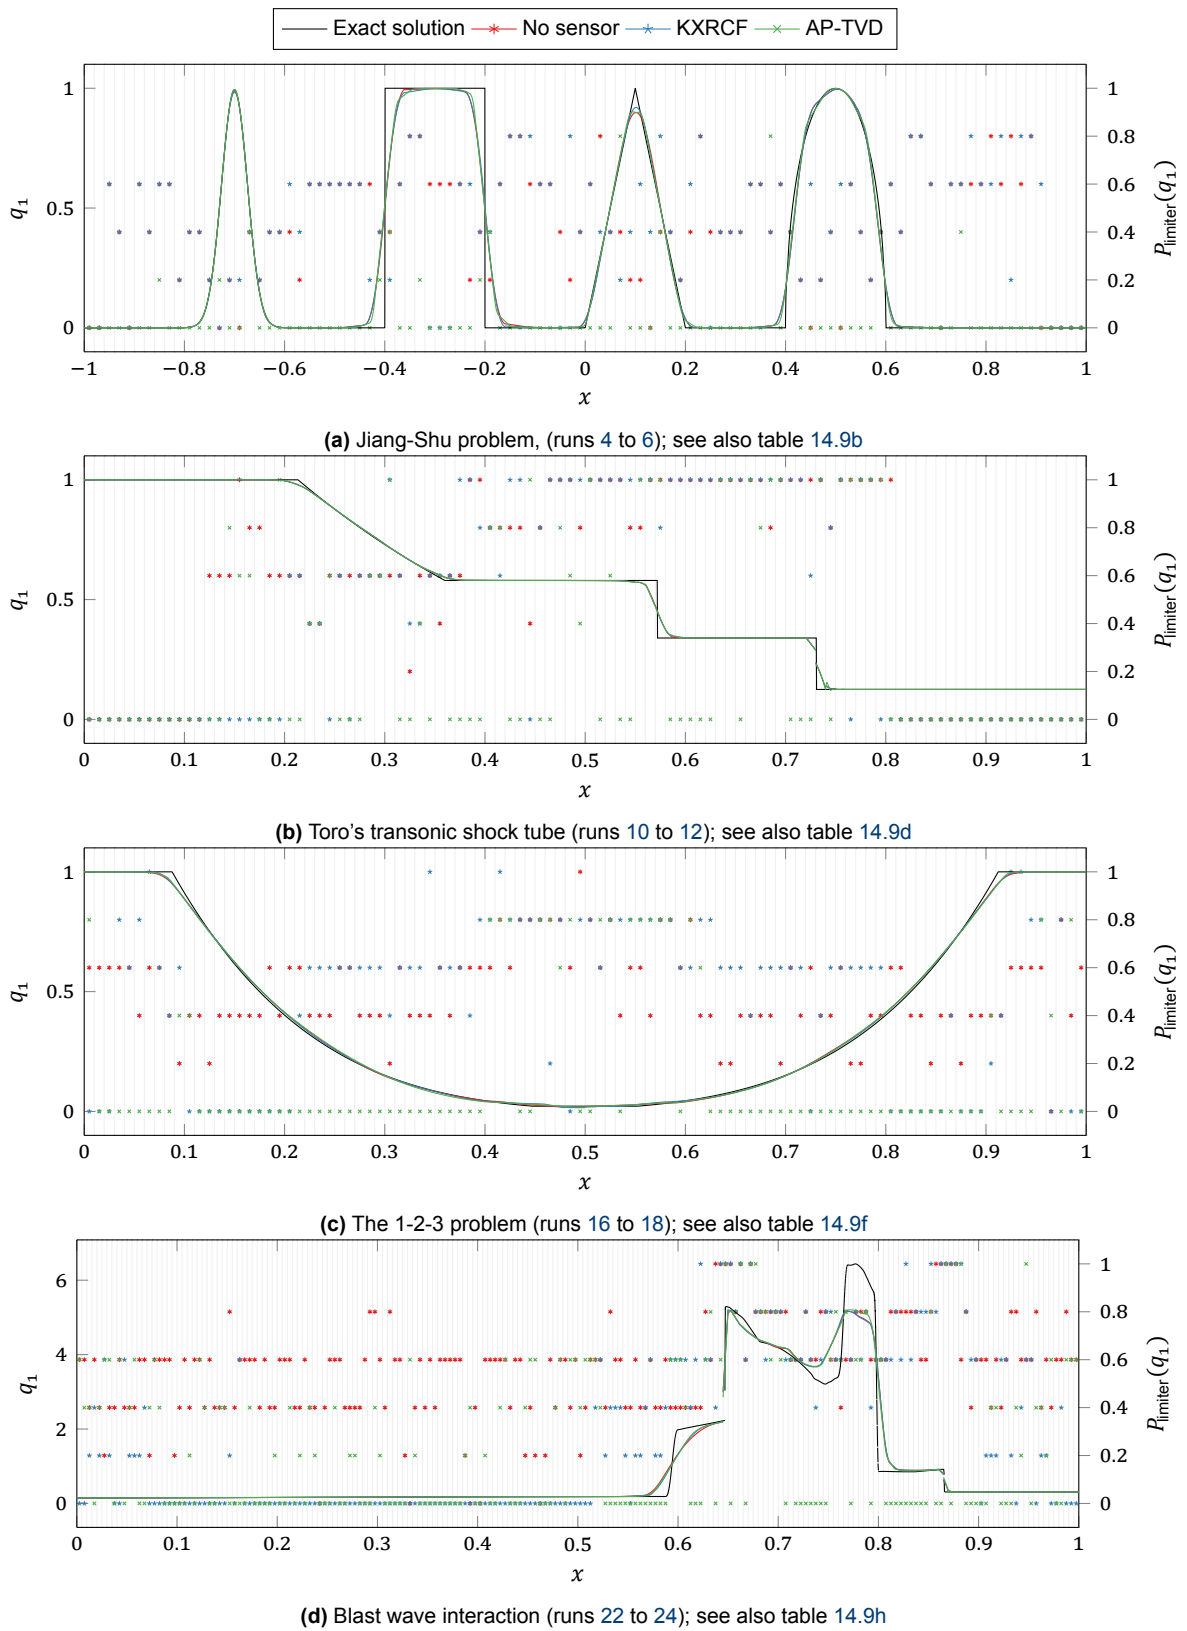 Exact solution No sensor KXRCF AP-TVD
1
0.5
0
q₁
1
0.8
0.6
0.4
0.2
0
P_limiter(q₁)
−1 −0.8 −0.6 −0.4 −0.2 0 0.2 0.4 0.6 0.8 1
x
(a) Jiang-Shu problem, (runs 4 to 6); see also table 14.9b
1
0.5
0
q₁
1
0.8
0.6
0.4
0.2
0
P_limiter(q₁)
0 0.1 0.2 0.3 0.4 0.5 0.6 0.7 0.8 0.9 1
x
(b) Toro's transonic shock tube (runs 10 to 12); see also table 14.9d
1
0.5
0
q₁
1
0.8
0.6
0.4
0.2
0
P_limiter(q₁)
0 0.1 0.2 0.3 0.4 0.5 0.6 0.7 0.8 0.9 1
x
(c) The 1-2-3 problem (runs 16 to 18); see also table 14.9f
6
4
2
0
q₁
1
0.8
0.6
0.4
0.2
0
P_limiter(q₁)
0 0.1 0.2 0.3 0.4 0.5 0.6 0.7 0.8 0.9 1
x
(d) Blast wave interaction (runs 22 to 24); see also table 14.9h